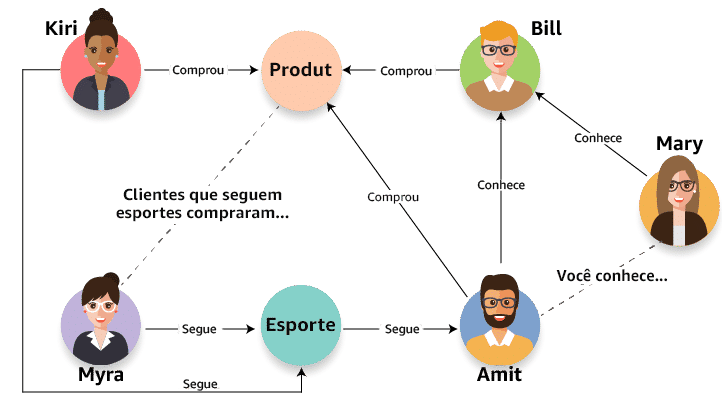 Kiri
Bill
Comprou
Produt
Comprou
Conhece
Mary
Conhece
Clientes que seguem
esportes compraram...
Comprou
Você conhece...
Segue
Esporte
Segue
Myra
Amit
Segue